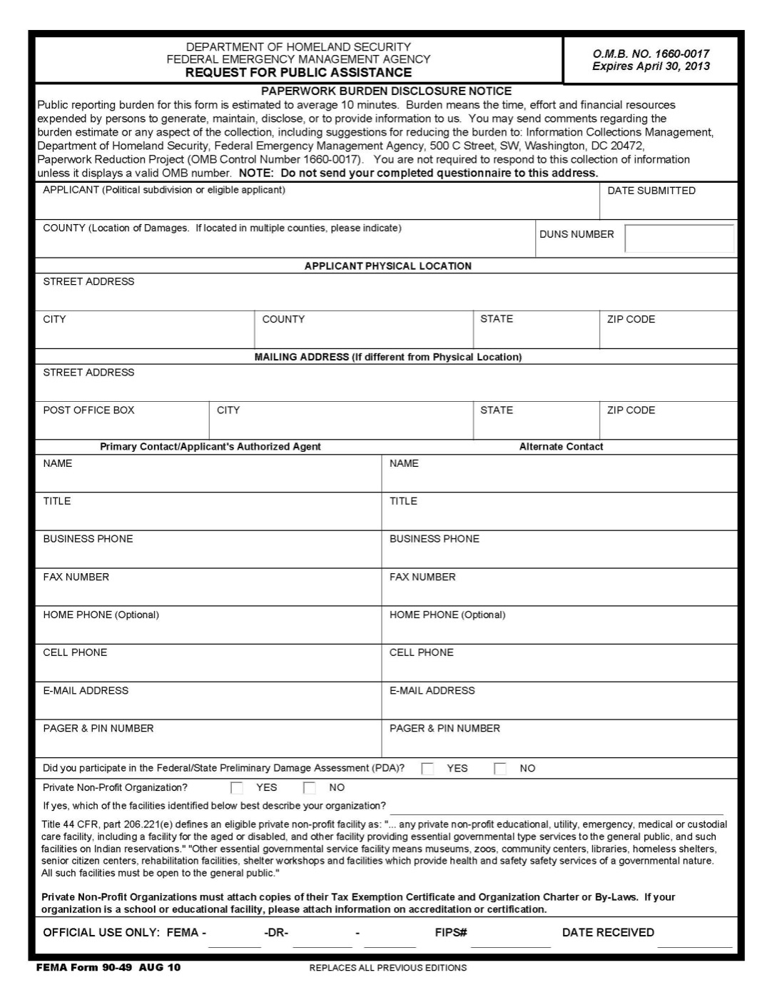 DEPARTMENT OF HOMELAND SECURITY
FEDERAL EMERGENCY MANAGEMENT AGENCY
REQUEST FOR PUBLIC ASSISTANCE
O.M.B. NO. 1660-0017
Expires April 30, 2013
PAPERWORK BURDEN DISCLOSURE NOTICE
Public reporting burden for this form is estimated to average 10 minutes. Burden means the time, effort and financial resources
expended by persons to generate, maintain, disclose, or to provide information to us. You may send comments regarding the
burden estimate or any aspect of the collection, including suggestions for reducing the burden to: Information Collections Management,
Department of Homeland Security, Federal Emergency Management Agency, 500 C Street, SW, Washington, DC 20472,
Paperwork Reduction Project (OMB Control Number 1660-0017). You are not required to respond to this collection of information
unless it displays a valid OMB number. NOTE: Do not send your completed questionnaire to this address.
APPLICANT (Political subdivision or eligible applicant)
DATE SUBMITTED
COUNTY (Location of Damages. If located in multiple counties, please indicate)
DUNS NUMBER
APPLICANT PHYSICAL LOCATION
STREET ADDRESS
CITY COUNTY STATE ZIP CODE
MAILING ADDRESS (If different from Physical Location)
STREET ADDRESS
POST OFFICE BOX CITY STATE ZIP CODE
Primary Contact/Applicant's Authorized Agent Alternate Contact
NAME NAME
TITLE TITLE
BUSINESS PHONE BUSINESS PHONE
FAX NUMBER FAX NUMBER
HOME PHONE (Optional) HOME PHONE (Optional)
CELL PHONE CELL PHONE
E-MAIL ADDRESS E-MAIL ADDRESS
PAGER & PIN NUMBER PAGER & PIN NUMBER
Did you participate in the Federal/State Preliminary Damage Assessment (PDA)? YES NO
Private Non-Profit Organization? YES NO
If yes, which of the facilities identified below best describe your organization?
Title 44 CFR, part 206.221(e) defines an eligible private non-profit facility as: "... any private non-profit educational, utility, emergency, medical or custodial
care facility, including a facility for the aged or disabled, and other facility providing essential governmental type services to the general public, and such
facilities on Indian reservations." "Other essential governmental service facility means museums, zoos, community centers, libraries, homeless shelters,
senior citizen centers, rehabilitation facilities, shelter workshops and facilities which provide health and safety safety services of a governmental nature.
All such facilities must be open to the general public."
Private Non-Profit Organizations must attach copies of their Tax Exemption Certificate and Organization Charter or By-Laws. If your
organization is a school or educational facility, please attach information on accreditation or certification.
OFFICIAL USE ONLY: FEMA - -DR- - FIPS# DATE RECEIVED
FEMA Form 90-49 AUG 10 REPLACES ALL PREVIOUS EDITIONS